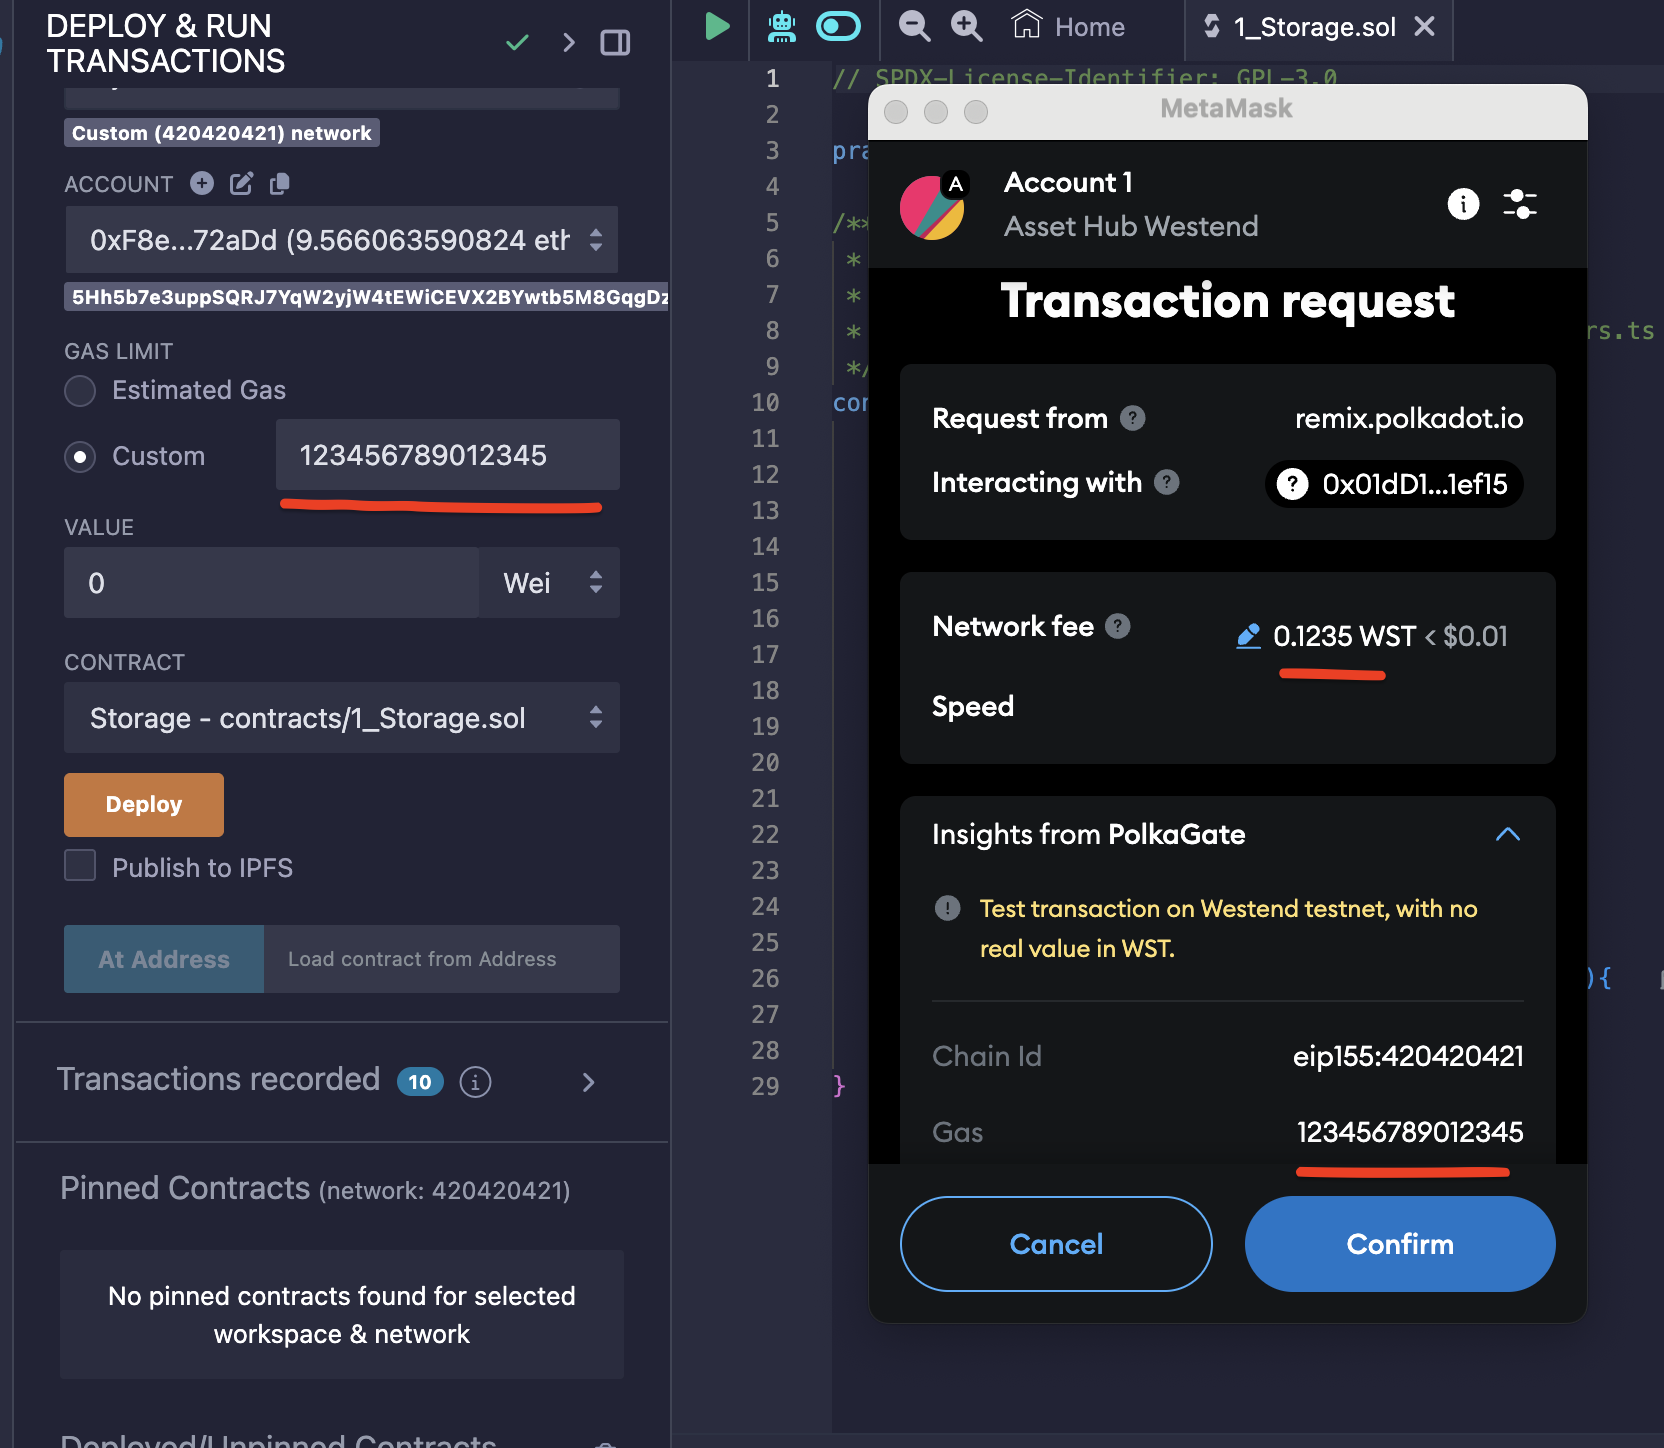 DEPLOY & RUN
TRANSACTIONS
Custom (420420421) network
ACCOUNT
0xF8e...72aDd (9.566063590824 eth
5Hh5b7e3uppSQRJ7YqW2yjW4tEWiCEVX2BYwtb5M8GqgDz
GAS LIMIT
Estimated Gas
Custom
123456789012345
VALUE
0
Wei
CONTRACT
Storage - contracts/1_Storage.sol
Deploy
Publish to IPFS
At Address
Load contract from Address
Transactions recorded 10
Pinned Contracts (network: 420420421)
No pinned contracts found for selected
workspace & network
Deployed/Unpinned Contracts
Home
1_Storage.sol
1 // SPDX-License-Identifier: GPL-3.0
2
3 pra
4
5 /**
6 *
7 *
8 * rs.ts
9 */
10 con
11
12
13
14
15
16
17
18
19
20
21
22
23
24
25
26 ){
27
28
29 }
MetaMask
A
Account 1
Asset Hub Westend
Transaction request
Request from
remix.polkadot.io
Interacting with
0x01dD1...1ef15
Network fee
0.1235 WST < $0.01
Speed
Insights from PolkaGate
Test transaction on Westend testnet, with no
real value in WST.
Chain Id
eip155:420420421
Gas
123456789012345
Cancel
Confirm